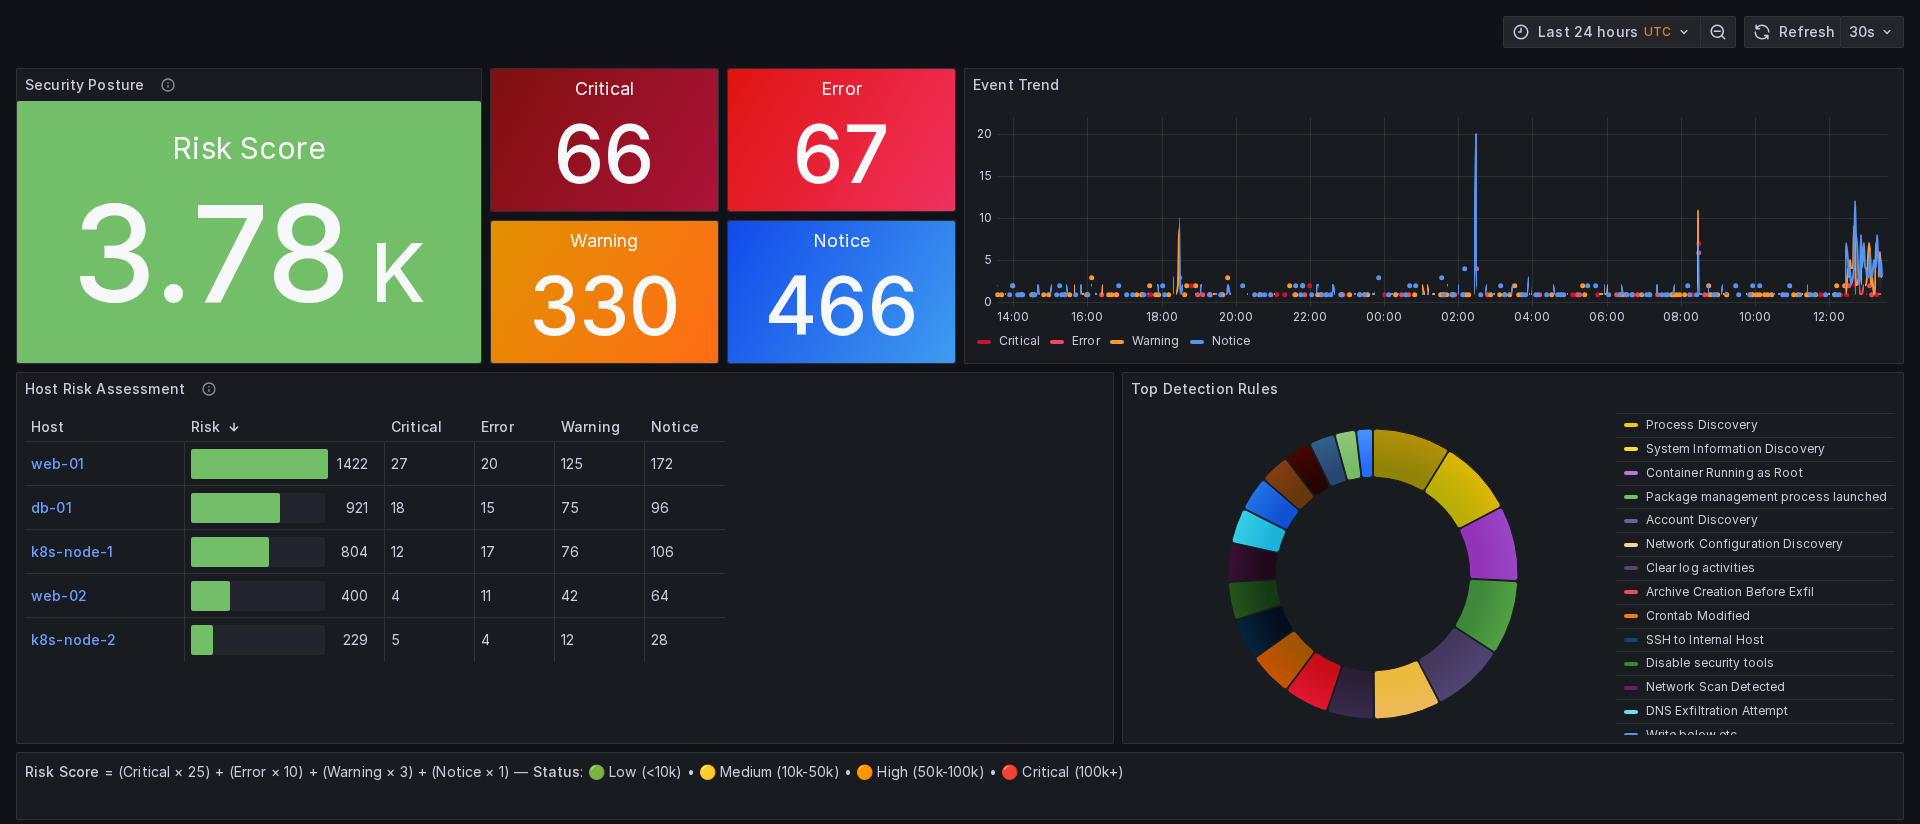 Last 24 hours UTC
Refresh 30s
Security Posture
Risk Score
3.78 K
Critical
66
Error
67
Warning
330
Notice
466
Event Trend
20
15
10
5
0
14:00 16:00 18:00 20:00 22:00 00:00 02:00 04:00 06:00 08:00 10:00 12:00
Critical Error Warning Notice
Host Risk Assessment
Host Risk Critical Error Warning Notice
web-01 1422 27 20 125 172
db-01 921 18 15 75 96
k8s-node-1 804 12 17 76 106
web-02 400 4 11 42 64
k8s-node-2 229 5 4 12 28
Top Detection Rules
Process Discovery
System Information Discovery
Container Running as Root
Package management process launched
Account Discovery
Network Configuration Discovery
Clear log activities
Archive Creation Before Exfil
Crontab Modified
SSH to Internal Host
Disable security tools
Network Scan Detected
DNS Exfiltration Attempt
Write below etc
Risk Score = (Critical × 25) + (Error × 10) + (Warning × 3) + (Notice × 1) — Status: 🟢 Low (<10k) • 🟡 Medium (10k-50k) • 🟠 High (50k-100k) • 🔴 Critical (100k+)